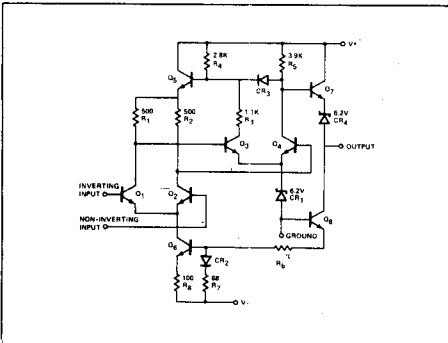 V+
2.8K
R4
3.9K
R5
Q5
CR3
Q7
6.2V
CR4
500
R1
500
R2
1.1K
R3
Q3
Q4
OUTPUT
INVERTING
INPUT
Q1
Q2
6.2V
CR1
Q8
NON-INVERTING
INPUT
GROUND
Q6
CR2
R6
100
R8
68
R7
V-